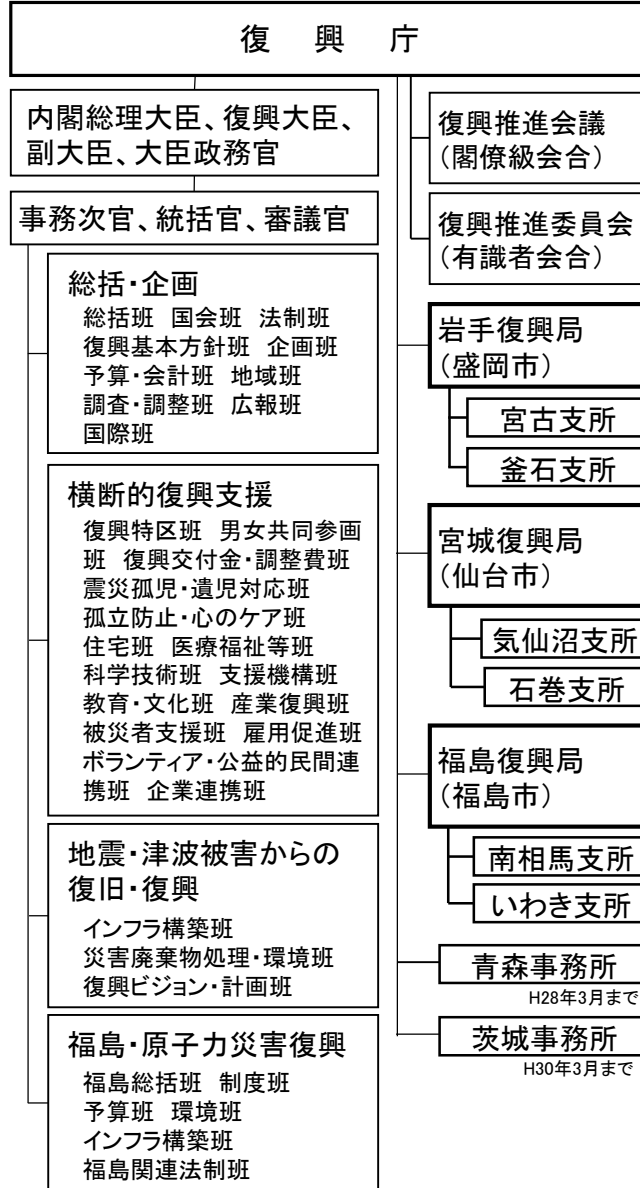 復 興 庁
内閣総理大臣、復興大臣、
副大臣、大臣政務官
事務次官、統括官、審議官
総括・企画
総括班 国会班 法制班
復興基本方針班 企画班
予算・会計班 地域班
調査・調整班 広報班
国際班
横断的復興支援
復興特区班 男女共同参画
班 復興交付金・調整費班
震災孤児・遺児対応班
孤立防止・心のケア班
住宅班 医療福祉等班
科学技術班 支援機構班
教育・文化班 産業復興班
被災者支援班 雇用促進班
ボランティア・公益的民間連
携班 企業連携班
地震・津波被害からの
復旧・復興
インフラ構築班
災害廃棄物処理・環境班
復興ビジョン・計画班
福島・原子力災害復興
福島総括班 制度班
予算班 環境班
インフラ構築班
福島関連法制班
復興推進会議
（閣僚級会合）
復興推進委員会
（有識者会合）
岩手復興局
（盛岡市）
宮古支所
釜石支所
宮城復興局
（仙台市）
気仙沼支所
石巻支所
福島復興局
（福島市）
南相馬支所
いわき支所
青森事務所
H28年3月まで
茨城事務所
H30年3月まで